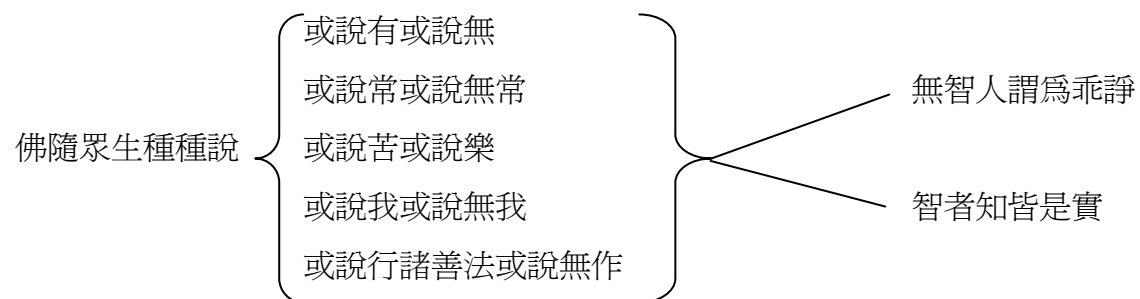 佛隨眾生種種說
或說有或說無
或說常或說無常
或說苦或說樂
或說我或說無我
或說行諸善法或說無作
無智人謂為乖諍
智者知皆是實